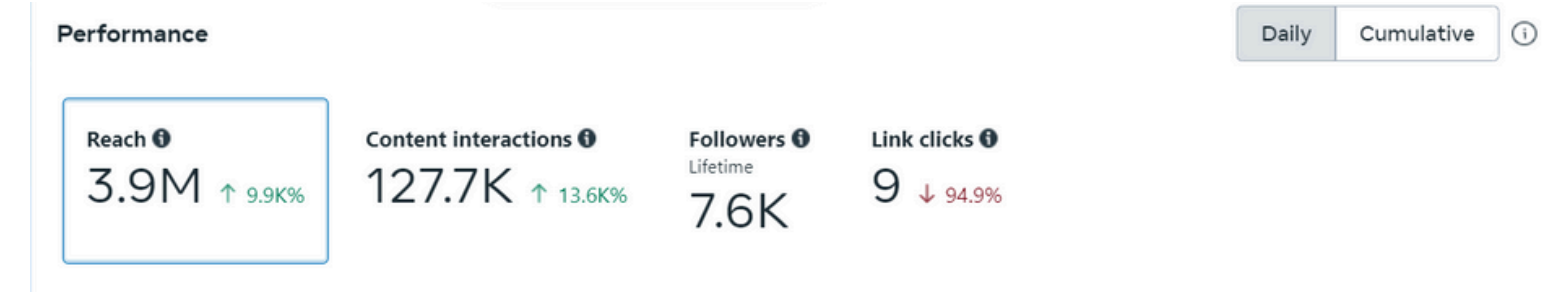 Performance
Daily Cumulative
Reach
3.9M ↑ 9.9K%
Content interactions
127.7K ↑ 13.6K%
Followers
Lifetime
7.6K
Link clicks
9 ↓ 94.9%